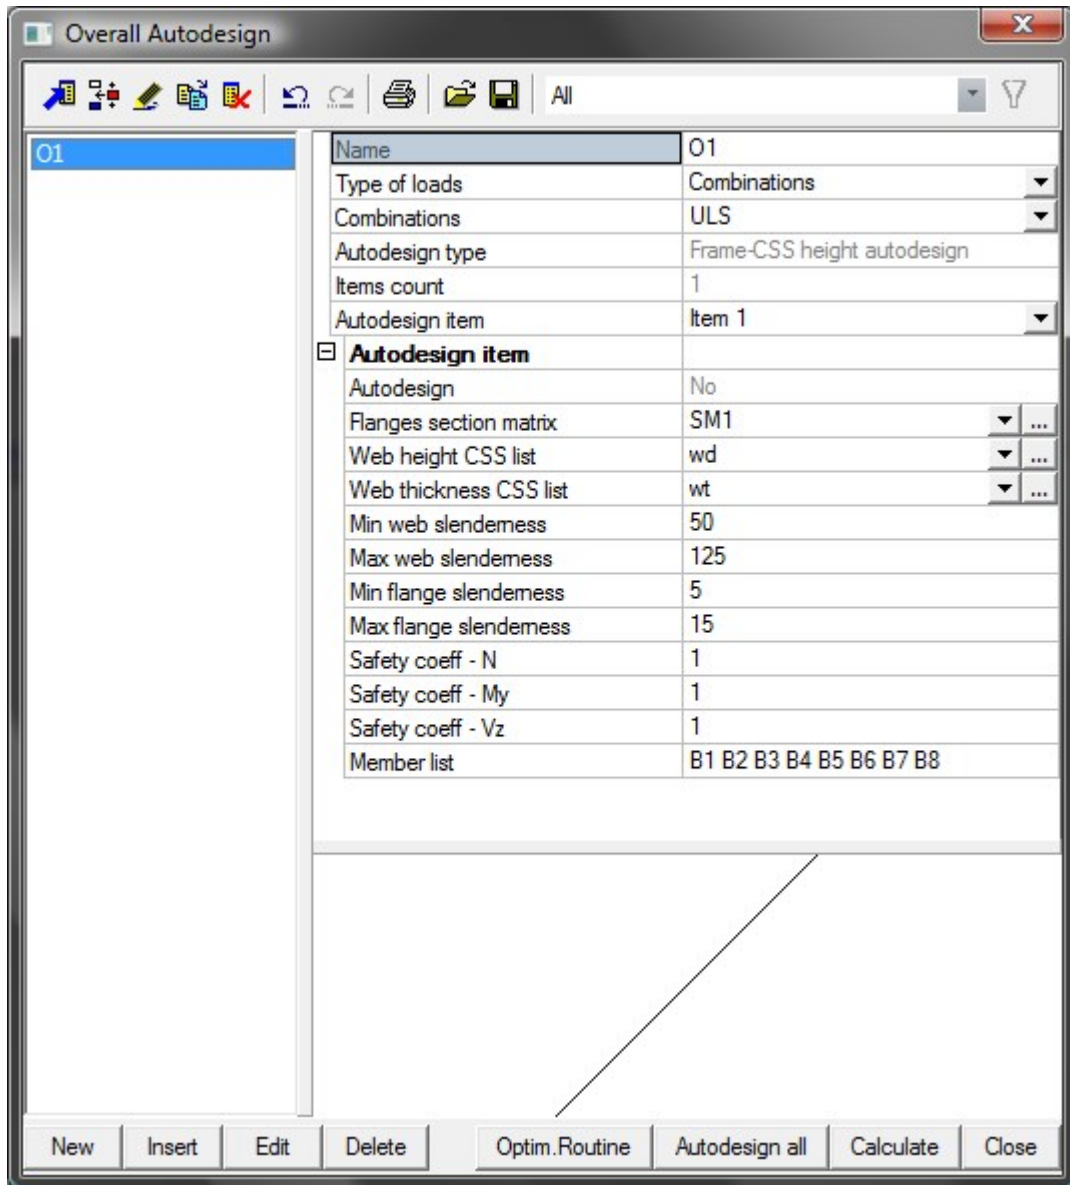 Overall Autodesign
All
O1
Name O1
Type of loads Combinations
Combinations ULS
Autodesign type Frame-CSS height autodesign
Items count 1
Autodesign item Item 1
Autodesign item
Autodesign No
Flanges section matrix SM1 ...
Web height CSS list wd ...
Web thickness CSS list wt ...
Min web slenderness 50
Max web slenderness 125
Min flange slenderness 5
Max flange slenderness 15
Safety coeff - N 1
Safety coeff - My 1
Safety coeff - Vz 1
Member list B1 B2 B3 B4 B5 B6 B7 B8
New Insert Edit Delete Optim.Routine Autodesign all Calculate Close